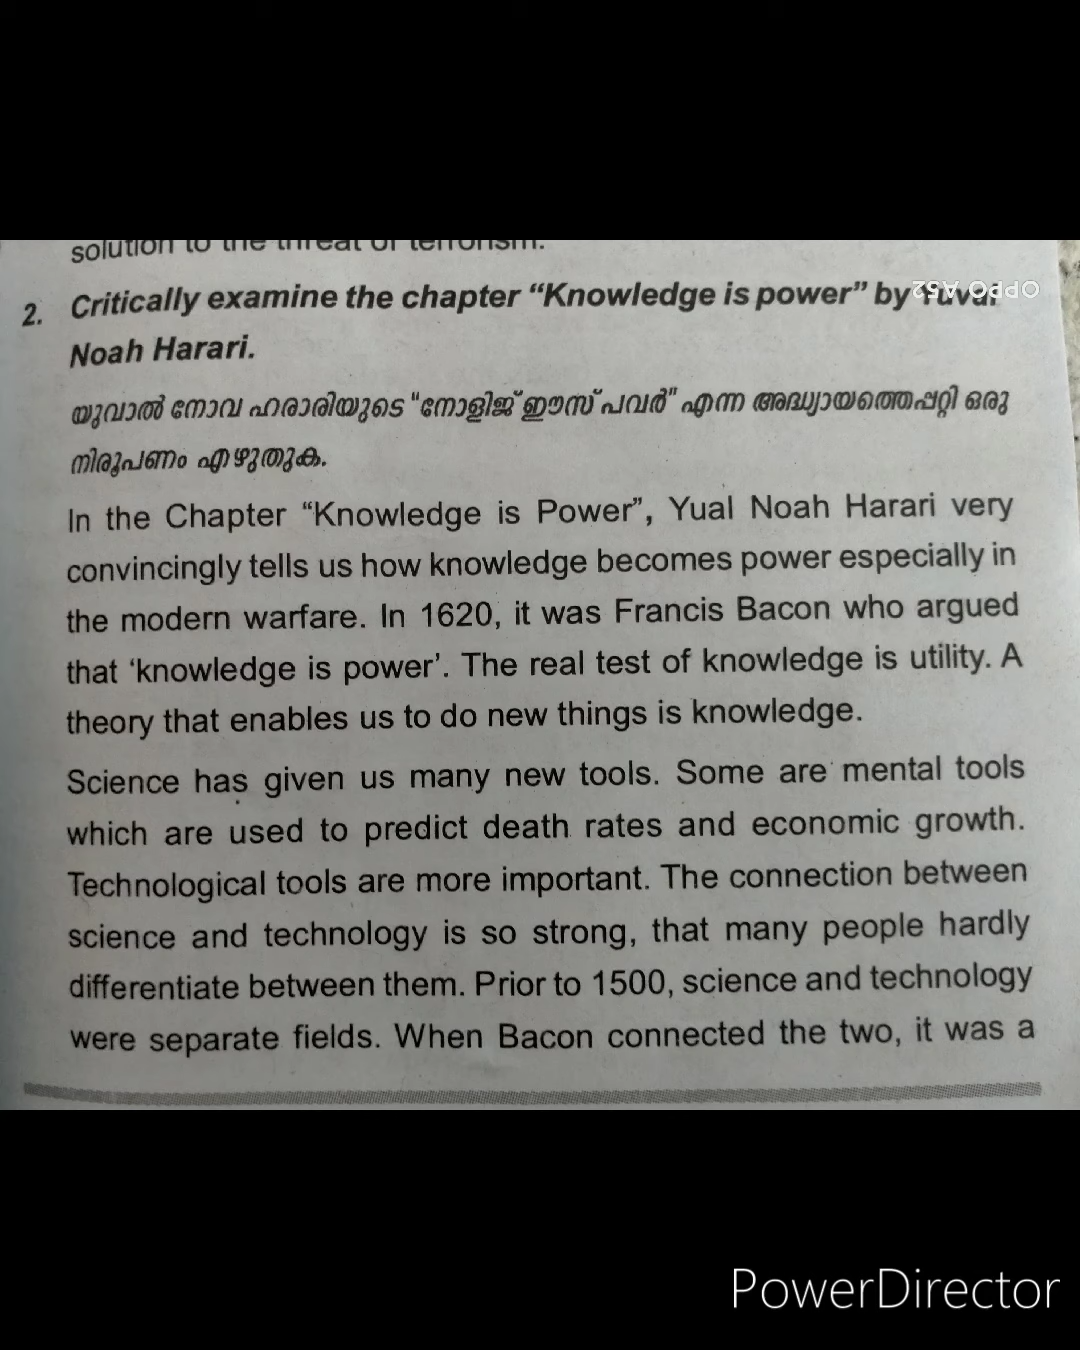 solution to the threat of terrorism.
2. Critically examine the chapter “Knowledge is power” by Yuval
OPPO A52
Noah Harari.
യുവാൽ നോവ ഹരാരിയുടെ "നോളിജ് ഈസ് പവർ" എന്ന അദ്ധ്യായത്തെപ്പറ്റി ഒരു
നിരൂപണം എഴുതുക.
In the Chapter “Knowledge is Power”, Yual Noah Harari very
convincingly tells us how knowledge becomes power especially in
the modern warfare. In 1620, it was Francis Bacon who argued
that ‘knowledge is power’. The real test of knowledge is utility. A
theory that enables us to do new things is knowledge.
Science has given us many new tools. Some are mental tools
which are used to predict death rates and economic growth.
Technological tools are more important. The connection between
science and technology is so strong, that many people hardly
differentiate between them. Prior to 1500, science and technology
were separate fields. When Bacon connected the two, it was a
PowerDirector